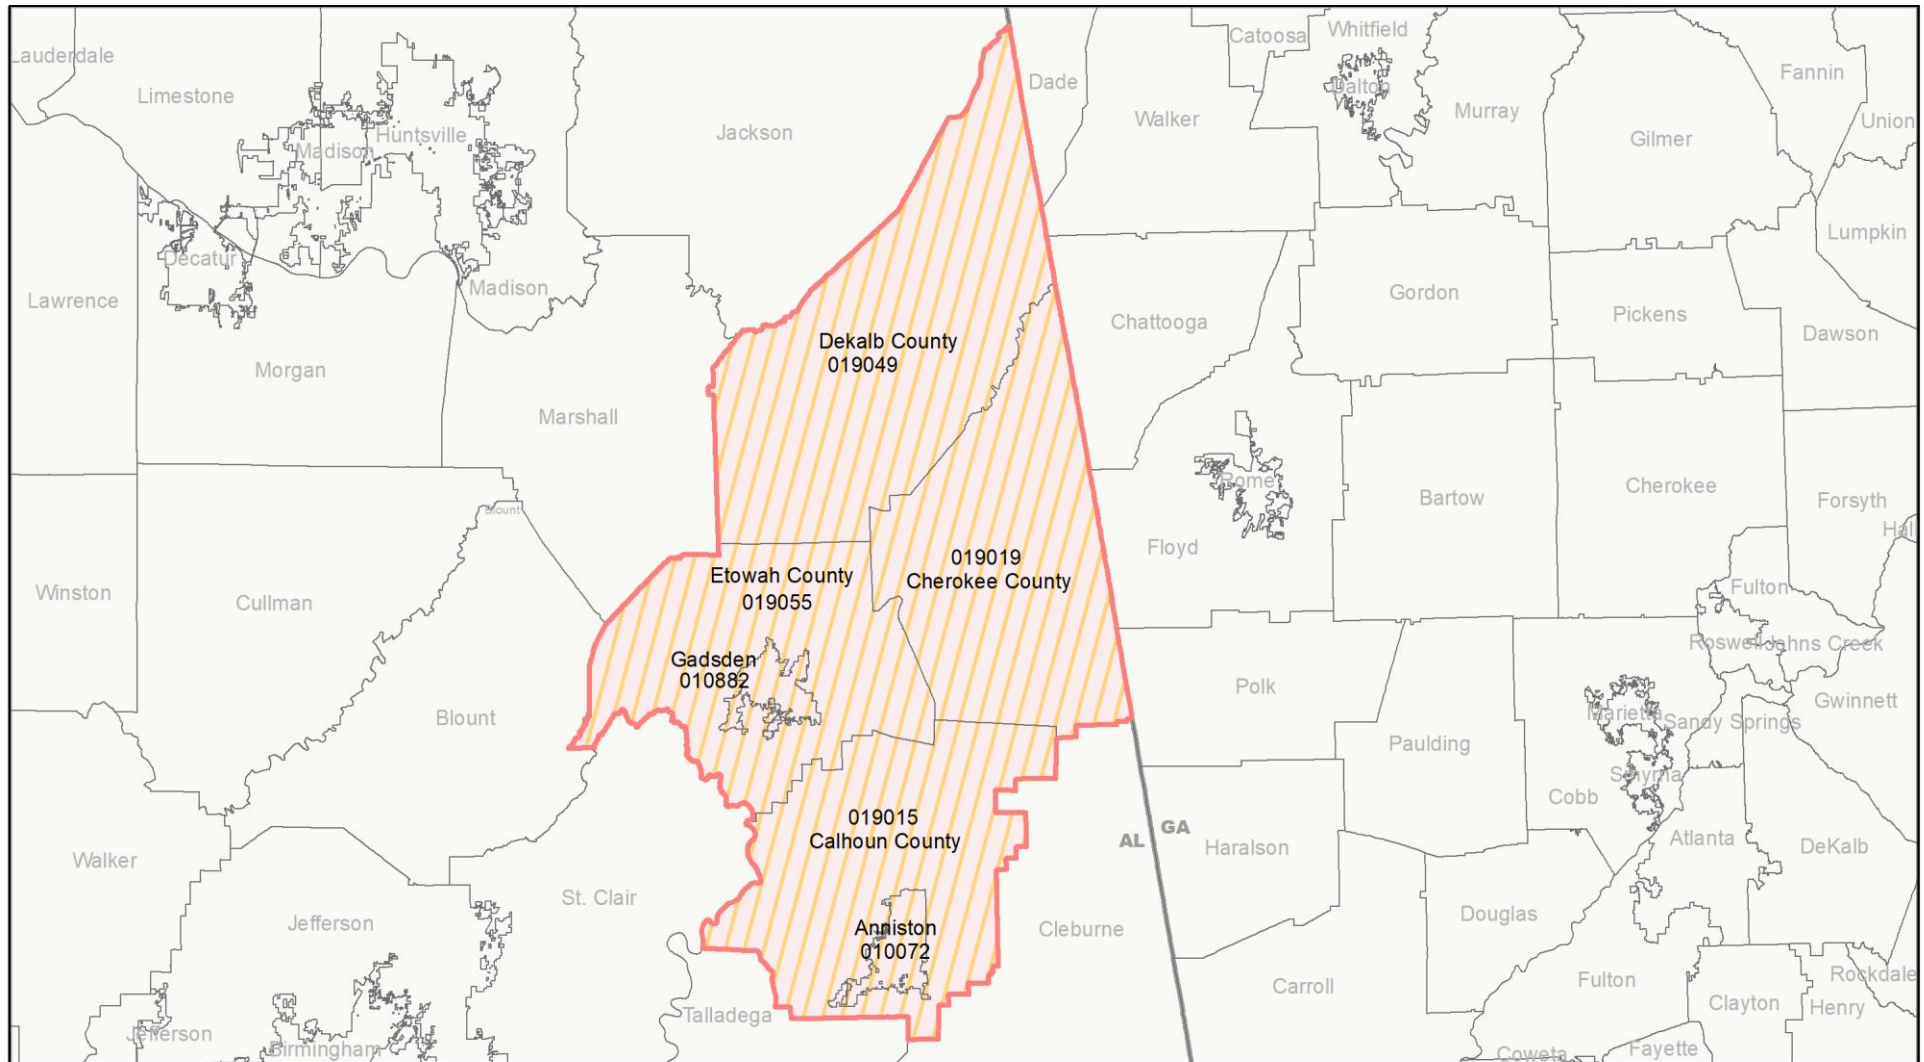 Lauderdale
Limestone
Huntsville
Madison
Jackson
Dade
Catoosa
Whitfield
Dalton
Walker
Murray
Fannin
Gilmer
Union
Lumpkin
Decatur
Madison
Lawrence
Morgan
Marshall
Dekalb County
019049
Chattooga
Gordon
Pickens
Dawson
Blount
Rome
Bartow
Cherokee
Forsyth
Hall
Floyd
Winston
Cullman
Etowah County
019055
019019
Cherokee County
Fulton
Roswell
Johns Creek
Gadsden
010882
Polk
Blount
Marietta
Sandy Springs
Gwinnett
Paulding
Smyrna
Cobb
Walker
019015
Calhoun County
AL
GA
Haralson
Atlanta
DeKalb
St. Clair
Jefferson
Anniston
010072
Cleburne
Douglas
Carroll
Fulton
Rockdale
Clayton
Henry
Talladega
Jefferson
Birmingham
Coweta
Fayette